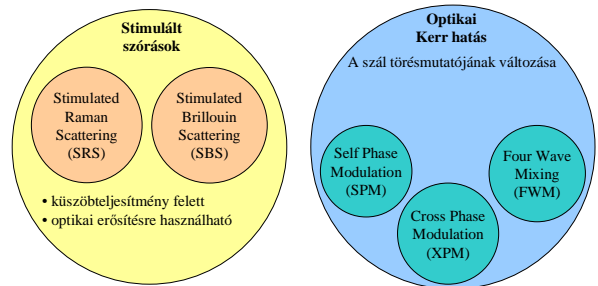 Stimulált
szórások
Stimulated
Raman
Scattering
(SRS)
Stimulated
Brillouin
Scattering
(SBS)
• küszöbteljesítmény felett
• optikai erősítésre használható
Optikai
Kerr hatás
A szál törésmutatójának változása
Self Phase
Modulation
(SPM)
Cross Phase
Modulation
(XPM)
Four Wave
Mixing
(FWM)